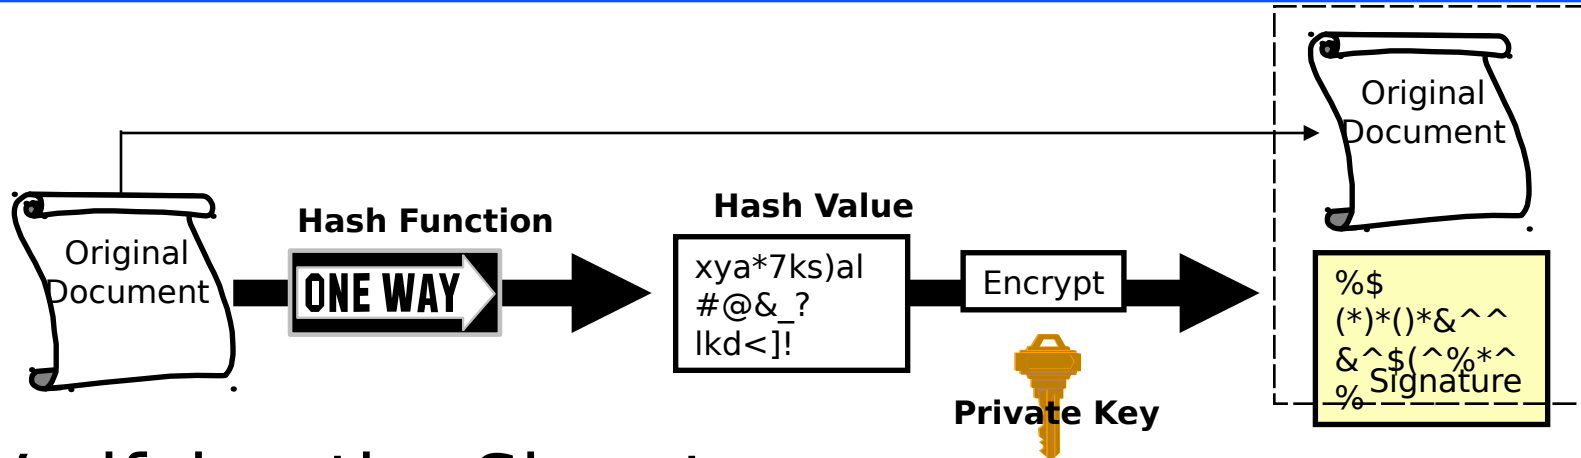 Original
Document
Hash Function
ONE WAY
Hash Value
xya*7ks)al
#@&_?
lkd<]!
Encrypt
Private Key
Original
Document
%$
(*)*()*&^^
&^$(^%*^
%
Signature